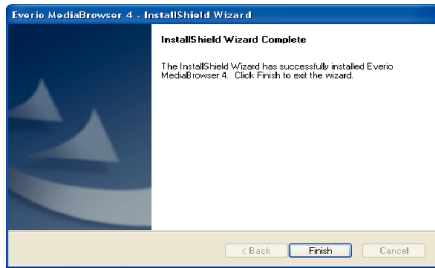 Everio MediaBrowser 4 - InstallShield Wizard
InstallShield Wizard Complete
The InstallShield Wizard has successfully installed Everio
MediaBrowser 4. Click Finish to exit the wizard.
< Back
Finish
Cancel